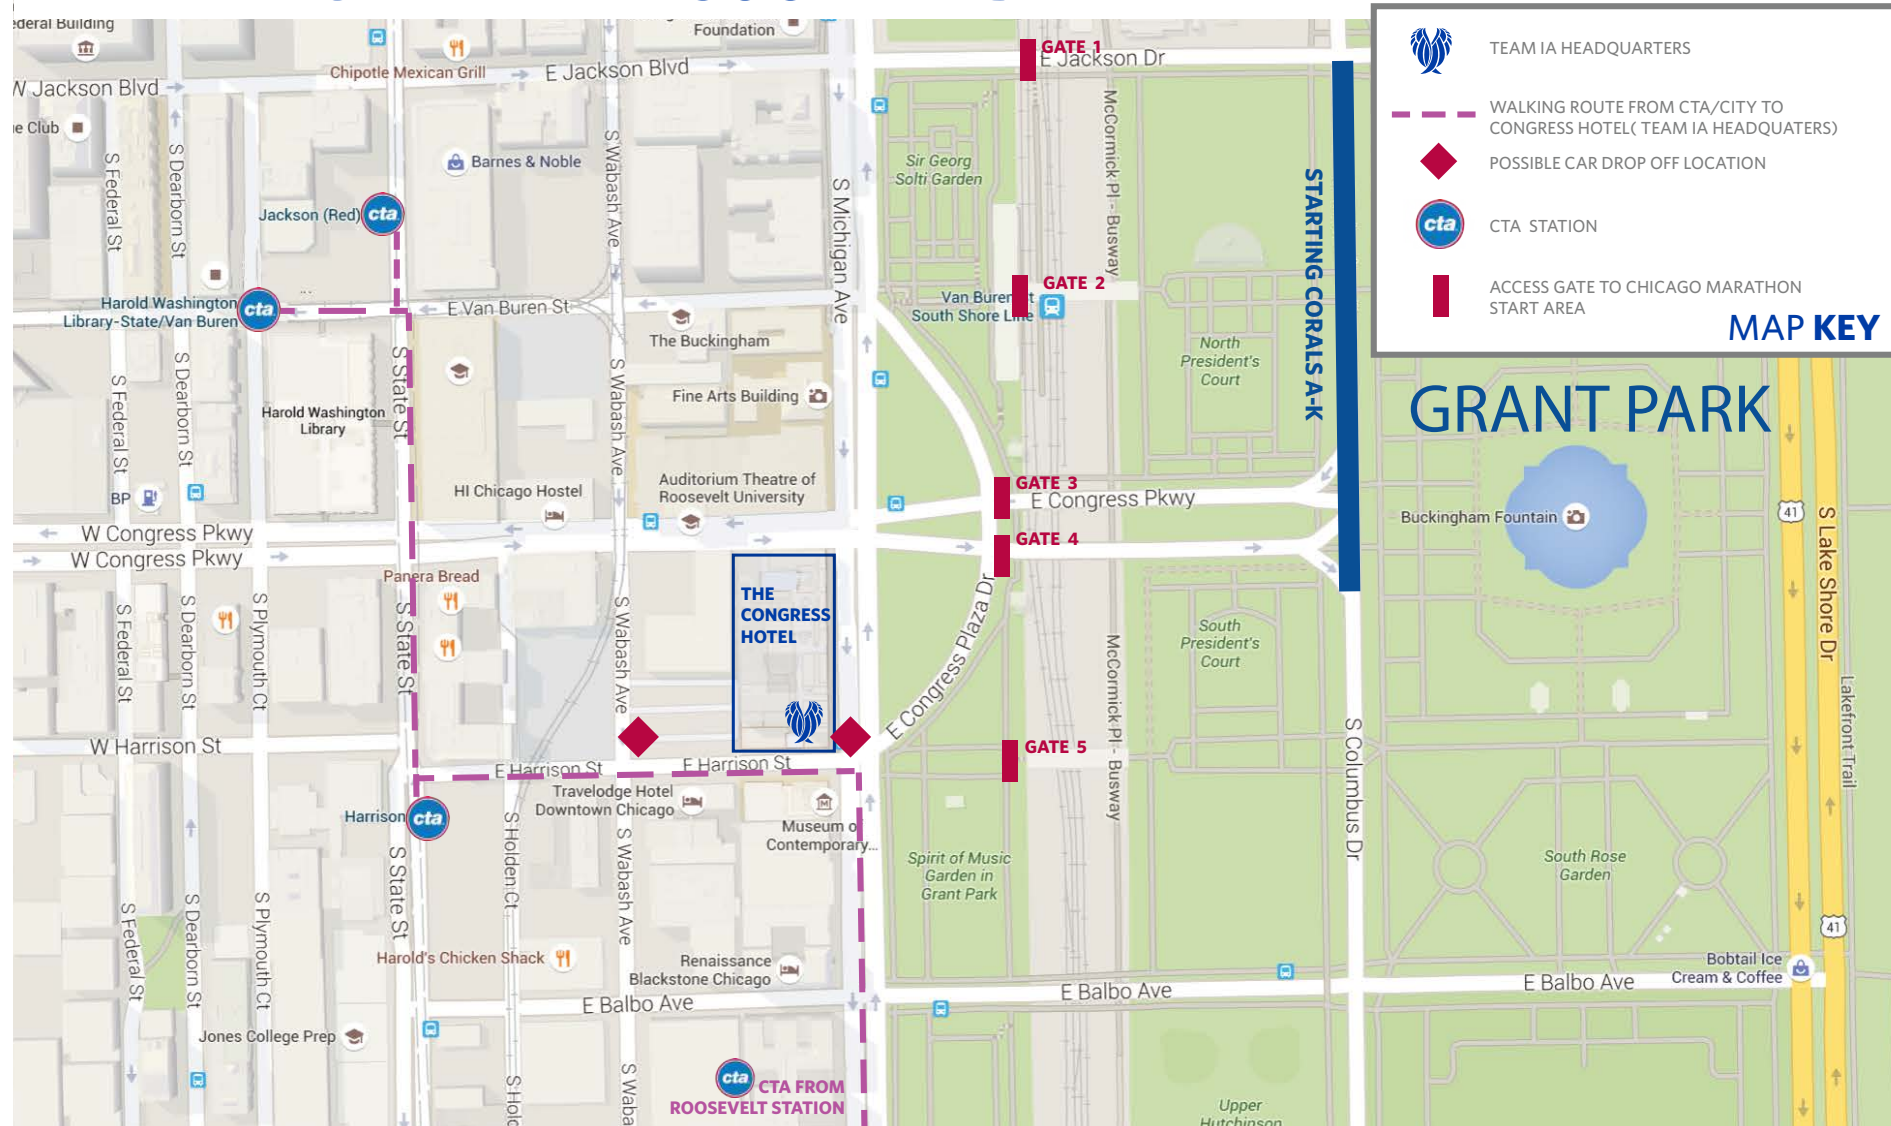 ederal Building
Foundation
GATE 1
E Jackson Dr
Chipotle Mexican Grill
E Jackson Blvd
W Jackson Blvd
e Club
Barnes & Noble
Sir Georg
Solti Garden
S Federal St
S Dearborn St
S Wabash Ave
S Michigan Ave
McCormick Pl - Busway
STARTING CORALS A-K
Jackson (Red)
cta
Harold Washington
Library-State/Van Buren
cta
E Van Buren St
GATE 2
Van Buren St
South Shore Line
The Buckingham
North
President's
Court
S Federal St
S Dearborn St
S State St
S Wabash Ave
Fine Arts Building
Harold Washington
Library
HI Chicago Hostel
Auditorium Theatre of
Roosevelt University
BP
GATE 3
E Congress Pkwy
W Congress Pkwy
W Congress Pkwy
GATE 4
Panera Bread
THE
CONGRESS
HOTEL
S Federal St
S Dearborn St
S Plymouth Ct
S State St
S Wabash Ave
E Congress Plaza Dr
South
President's
Court
McCormick Pl - Busway
S Columbus Dr
W Harrison St
E Harrison St
E Harrison St
GATE 5
Travelodge Hotel
Downtown Chicago
Harrison
cta
Museum of
Contemporary...
S Holden Ct
S Wabash Ave
S State St
Spirit of Music
Garden in
Grant Park
South Rose
Garden
S Federal St
S Dearborn St
S Plymouth Ct
Harold's Chicken Shack
Renaissance
Blackstone Chicago
E Balbo Ave
E Balbo Ave
E Balbo Ave
Bobtail Ice
Cream & Coffee
Jones College Prep
S Hold
S Waba
cta
CTA FROM
ROOSEVELT STATION
Upper
Hutchinson
TEAM IA HEADQUARTERS
WALKING ROUTE FROM CTA/CITY TO
CONGRESS HOTEL( TEAM IA HEADQUATERS)
POSSIBLE CAR DROP OFF LOCATION
cta
CTA STATION
ACCESS GATE TO CHICAGO MARATHON
START AREA
MAP KEY
GRANT PARK
Buckingham Fountain
41
S Lake Shore Dr
Lakefront Trail
41